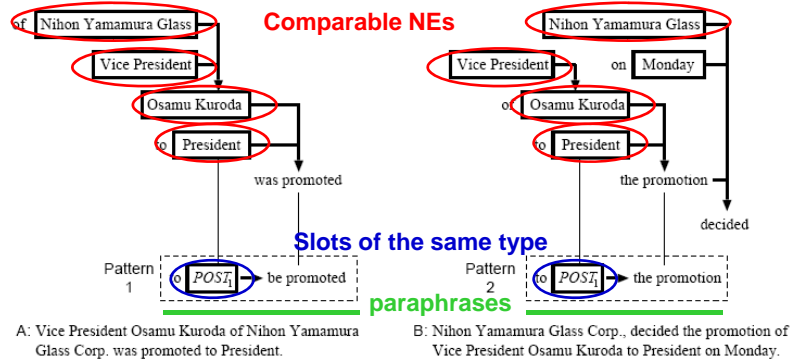 Comparable NEs
of Nihon Yamamura Glass
Vice President
Osamu Kuroda
to President
was promoted
Nihon Yamamura Glass
Vice President
on Monday
of Osamu Kuroda
to President
the promotion
decided
Slots of the same type
Pattern 1
to POST1 be promoted
Pattern 2
to POST1 the promotion
paraphrases
A: Vice President Osamu Kuroda of Nihon Yamamura
Glass Corp. was promoted to President.
B: Nihon Yamamura Glass Corp., decided the promotion of
Vice President Osamu Kuroda to President on Monday.